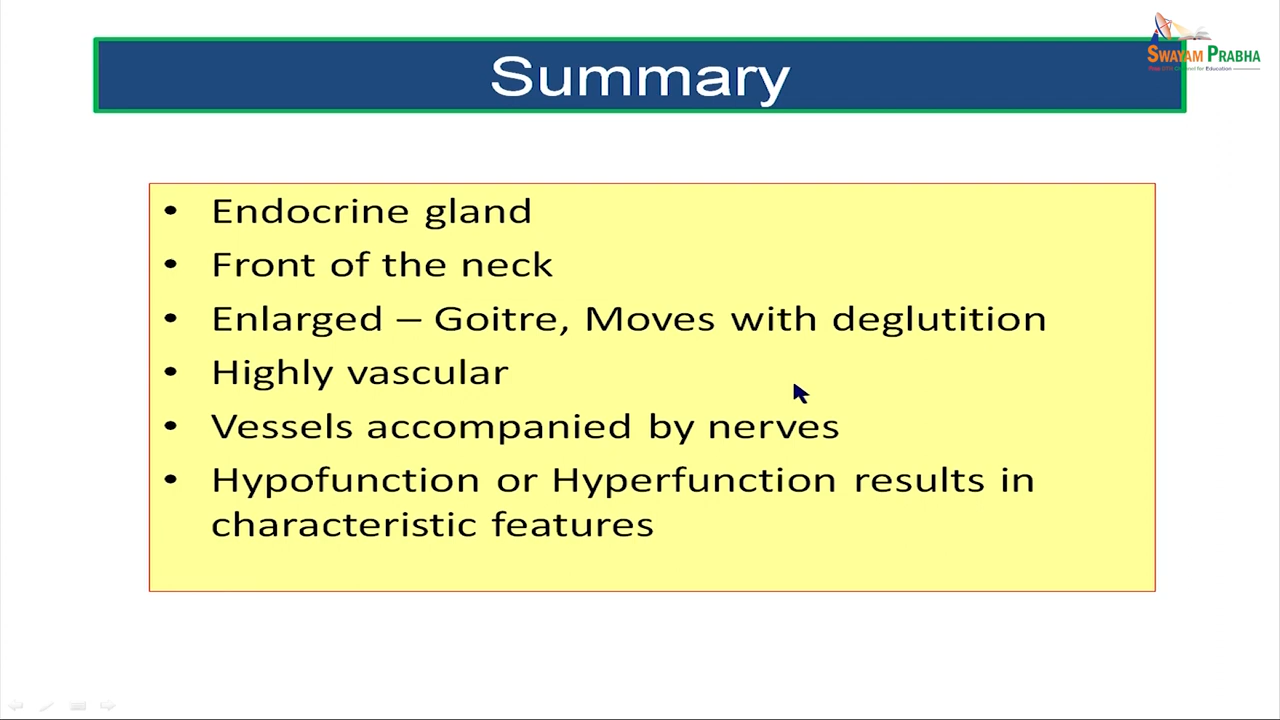 SWAYAM PRABHA
Summary
• Endocrine gland
• Front of the neck
• Enlarged – Goitre, Moves with deglutition
• Highly vascular
• Vessels accompanied by nerves
• Hypofunction or Hyperfunction results in
characteristic features